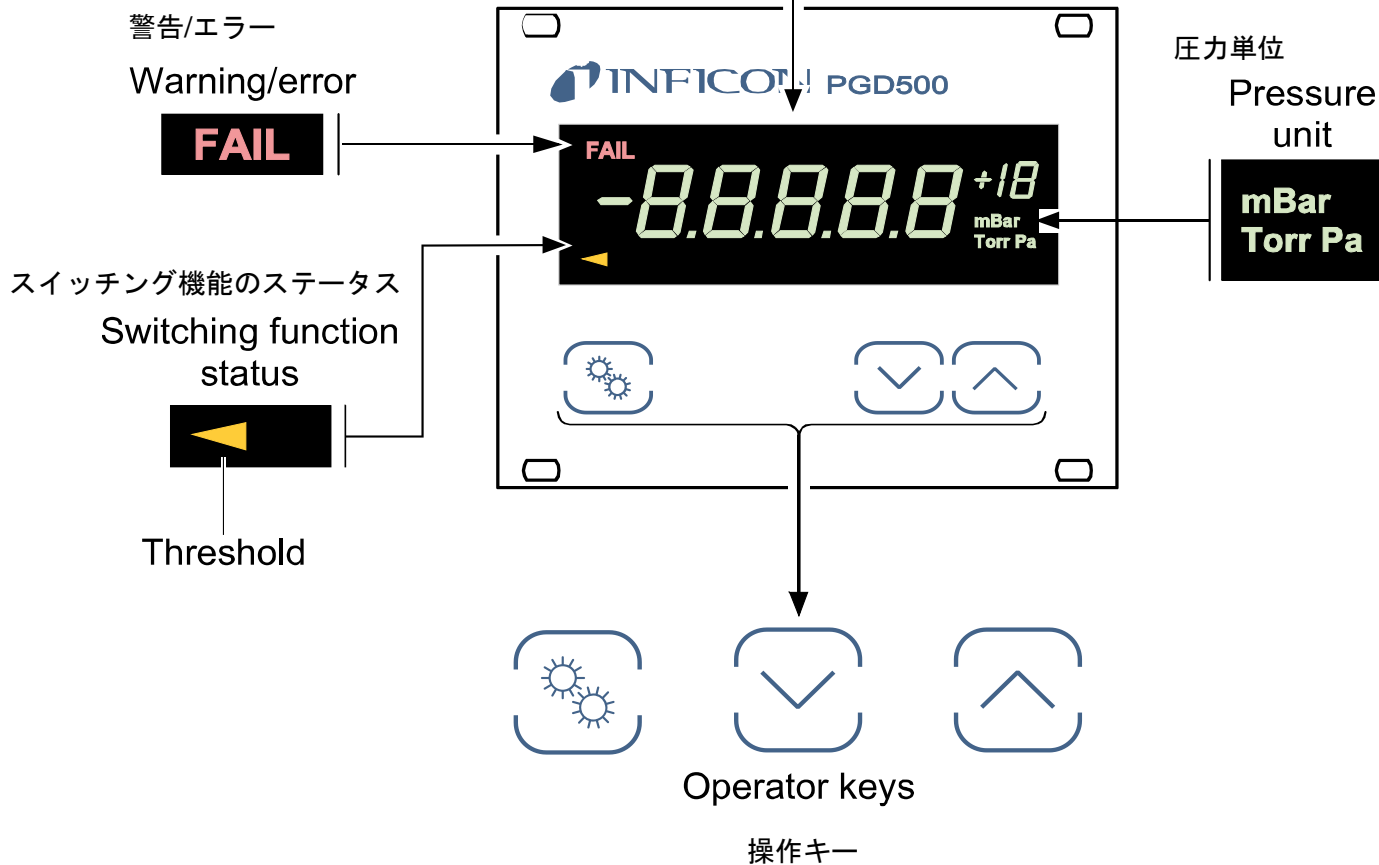 警告/エラー
Warning/error
FAIL
INFICON PGD500
FAIL
-8.8.8.8.8 +18
mBar
Torr Pa
圧力単位
Pressure
unit
mBar
Torr Pa
スイッチング機能のステータス
Switching function
status
Threshold
Operator keys
操作キー